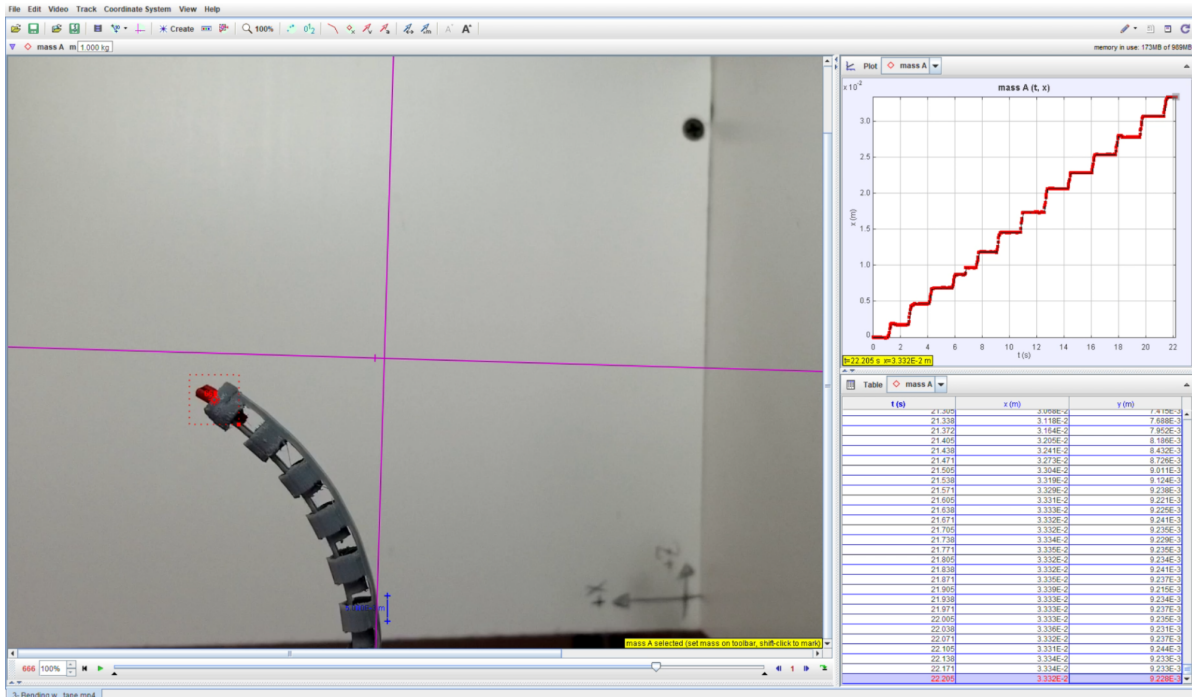 File Edit Video Track Coordinate System View Help
Create 100%
mass A m 1.000 kg
memory in use: 173MB of 989MB
Plot mass A
mass A (t, x)
x 10⁻²
3.0
2.5
2.0
1.5
1.0
0.5
0
x (m)
0 2 4 6 8 10 12 14 16 18 20 22
t (s)
t=22.205 s x=3.332E-2 m
Table mass A
t (s) x (m) y (m)
21.305 3.068E-2 7.415E-3
21.338 3.118E-2 7.688E-3
21.372 3.164E-2 7.952E-3
21.405 3.205E-2 8.186E-3
21.438 3.241E-2 8.432E-3
21.471 3.273E-2 8.726E-3
21.505 3.304E-2 9.011E-3
21.538 3.319E-2 9.124E-3
21.571 3.329E-2 9.238E-3
21.605 3.331E-2 9.221E-3
21.638 3.333E-2 9.225E-3
21.671 3.332E-2 9.241E-3
21.705 3.332E-2 9.235E-3
21.738 3.334E-2 9.229E-3
21.771 3.335E-2 9.235E-3
21.805 3.332E-2 9.234E-3
21.838 3.332E-2 9.241E-3
21.871 3.335E-2 9.237E-3
21.905 3.339E-2 9.215E-3
21.938 3.333E-2 9.234E-3
21.971 3.333E-2 9.237E-3
22.005 3.333E-2 9.235E-3
22.038 3.336E-2 9.231E-3
22.071 3.332E-2 9.237E-3
22.105 3.331E-2 9.244E-3
22.138 3.334E-2 9.233E-3
22.171 3.334E-2 9.233E-3
22.205 3.332E-2 9.228E-3
+Z
+X
mass A selected (set mass on toolbar, shift-click to mark)
666 100% 1
3- Bending w_ tape.mp4